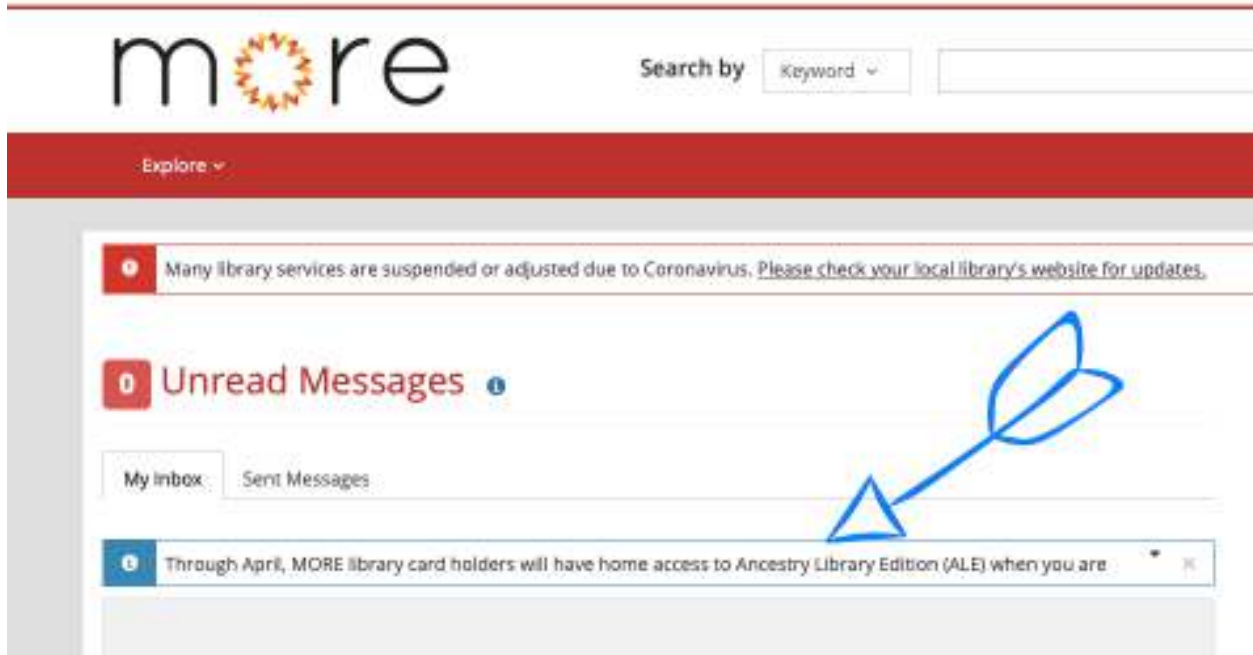 more
Search by Keyword
Explore
Many library services are suspended or adjusted due to Coronavirus. Please check your local library's website for updates.
0 Unread Messages
My Inbox Sent Messages
Through April, MORE library card holders will have home access to Ancestry Library Edition (ALE) when you are